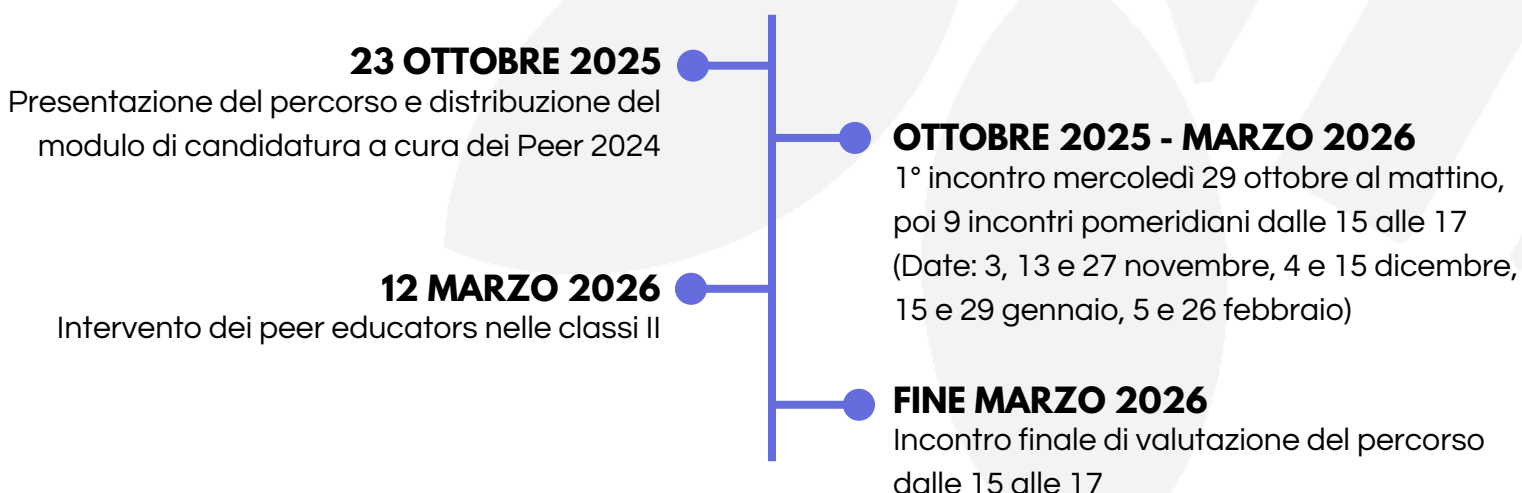 23 OTTOBRE 2025
Presentazione del percorso e distribuzione del
modulo di candidatura a cura dei Peer 2024
OTTOBRE 2025 - MARZO 2026
1° incontro mercoledì 29 ottobre al mattino,
poi 9 incontri pomeridiani dalle 15 alle 17
(Date: 3, 13 e 27 novembre, 4 e 15 dicembre,
15 e 29 gennaio, 5 e 26 febbraio)
12 MARZO 2026
Intervento dei peer educators nelle classi II
FINE MARZO 2026
Incontro finale di valutazione del percorso
dalle 15 alle 17